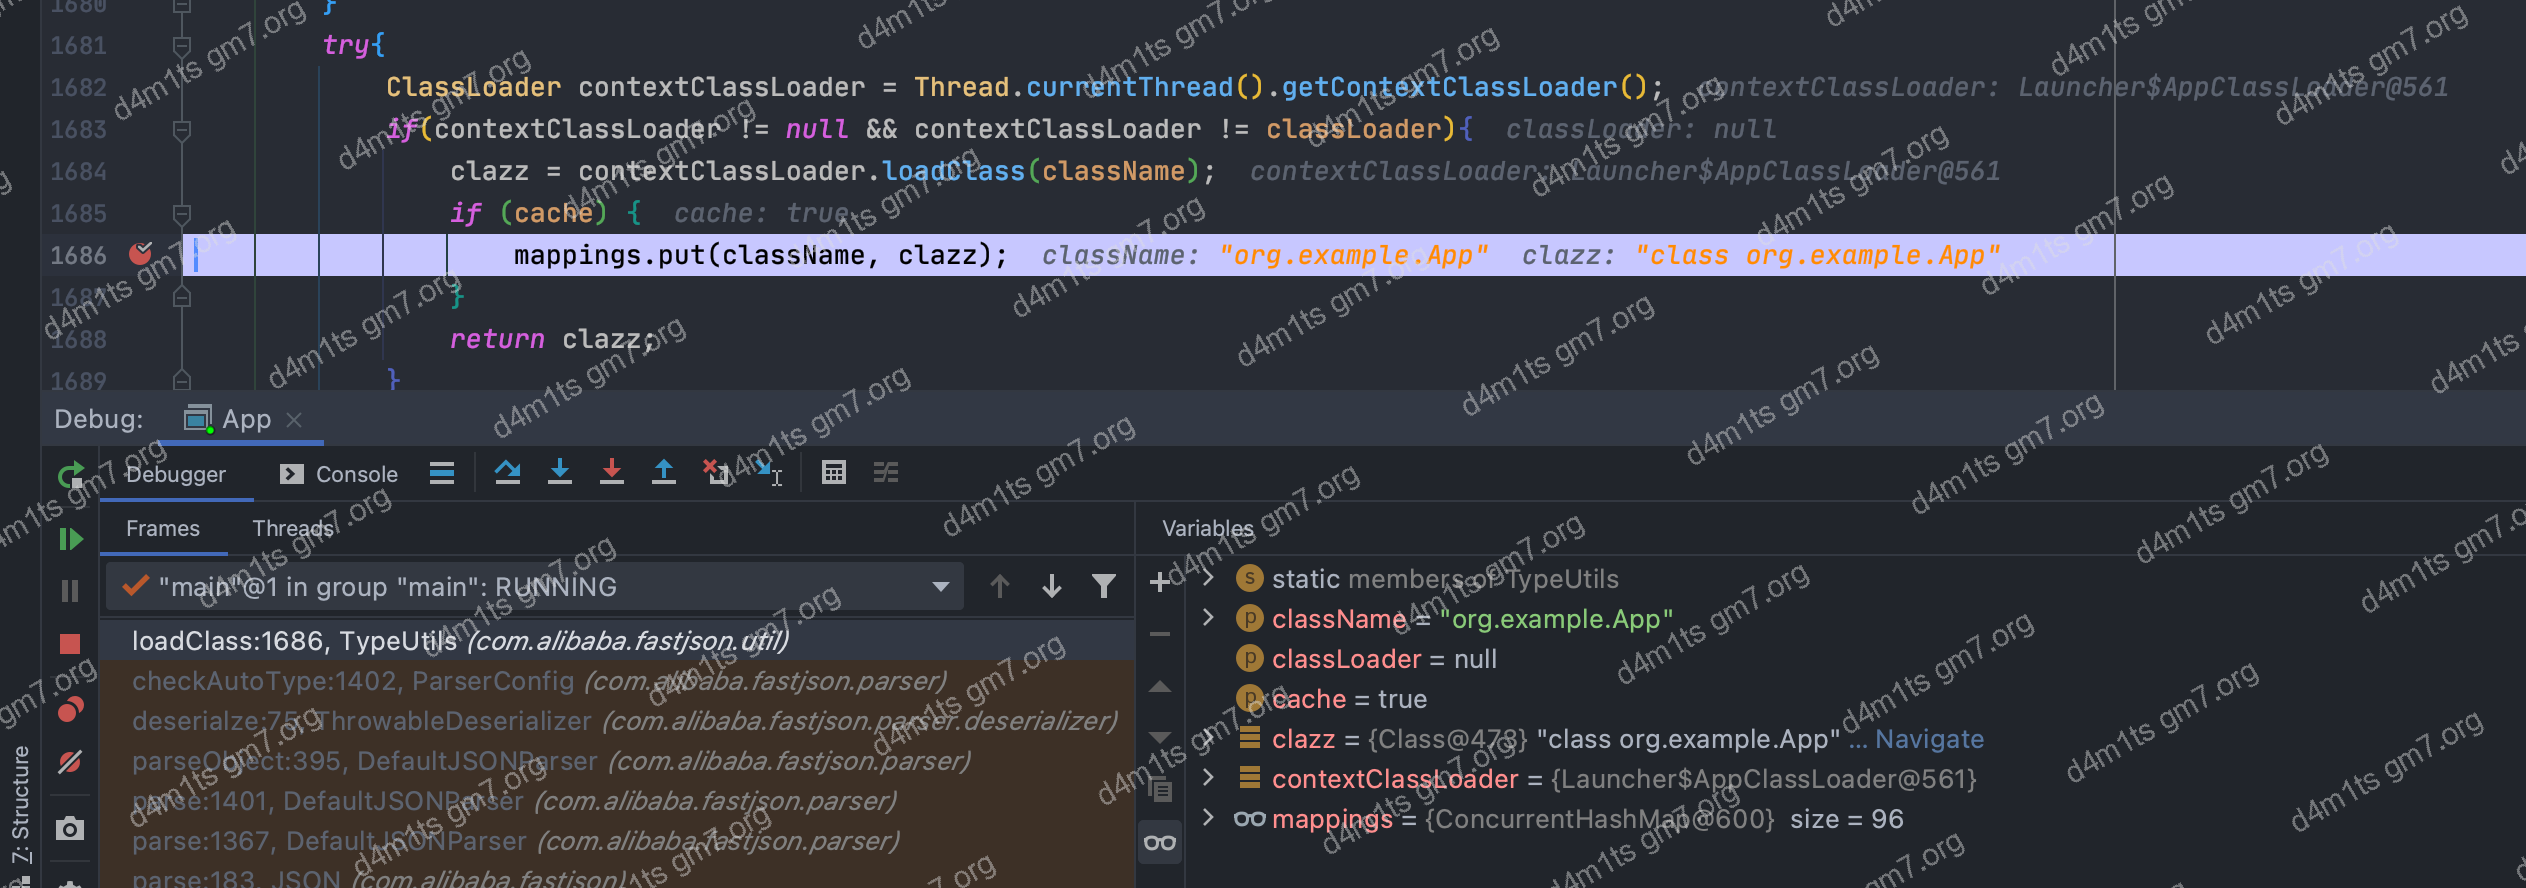 1680 }
1681 try{
1682 ClassLoader contextClassLoader = Thread.currentThread().getContextClassLoader(); contextClassLoader: Launcher$AppClassLoader@561
1683 if(contextClassLoader != null && contextClassLoader != classLoader){ classLoader: null
1684 clazz = contextClassLoader.loadClass(className); contextClassLoader: Launcher$AppClassLoader@561
1685 if (cache) { cache: true
1686 mappings.put(className, clazz); className: "org.example.App" clazz: "class org.example.App"
1687 }
1688 return clazz;
1689 }
Debug: App
Debugger Console
Frames Threads
Variables
"main"@1 in group "main": RUNNING
loadClass:1686, TypeUtils (com.alibaba.fastjson.util)
checkAutoType:1402, ParserConfig (com.alibaba.fastjson.parser)
deserialze:75, ThrowableDeserializer (com.alibaba.fastjson.parser.deserializer)
parseObject:395, DefaultJSONParser (com.alibaba.fastjson.parser)
parse:1401, DefaultJSONParser (com.alibaba.fastjson.parser)
parse:1367, DefaultJSONParser (com.alibaba.fastjson.parser)
parse:183, JSON (com.alibaba.fastjson)
static members of TypeUtils
className = "org.example.App"
classLoader = null
cache = true
clazz = {Class@478} "class org.example.App" ... Navigate
contextClassLoader = {Launcher$AppClassLoader@561}
mappings = {ConcurrentHashMap@600} size = 96
7: Structure
d4m1ts gm7.org